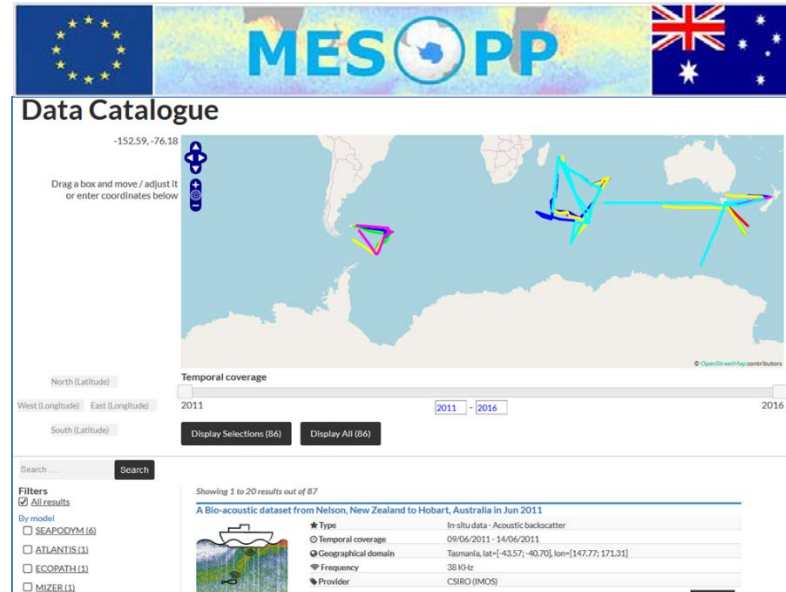 MESOPP
Data Catalogue
-152.59, -76.18
Drag a box and move / adjust it
or enter coordinates below
© OpenStreetMap contributors
North (Latitude)
Temporal coverage
West (Longitude) East (Longitude)
2011 2011 - 2016 2016
South (Latitude)
Display Selections (86) Display All (86)
Search ... Search
Filters
All results
By model
SEAPODYM (6)
ATLANTIS (1)
ECOPATH (1)
MIZER (1)
Showing 1 to 20 results out of 87
A Bio-acoustic dataset from Nelson, New Zealand to Hobart, Australia in Jun 2011
Type In-situ data - Acoustic backscatter
Temporal coverage 09/06/2011 - 14/06/2011
Geographical domain Tasmania, lat=[-43.57; -40.70], lon=[147.77; 171.31]
Frequency 38 KHz
Provider CSIRO (IMOS)